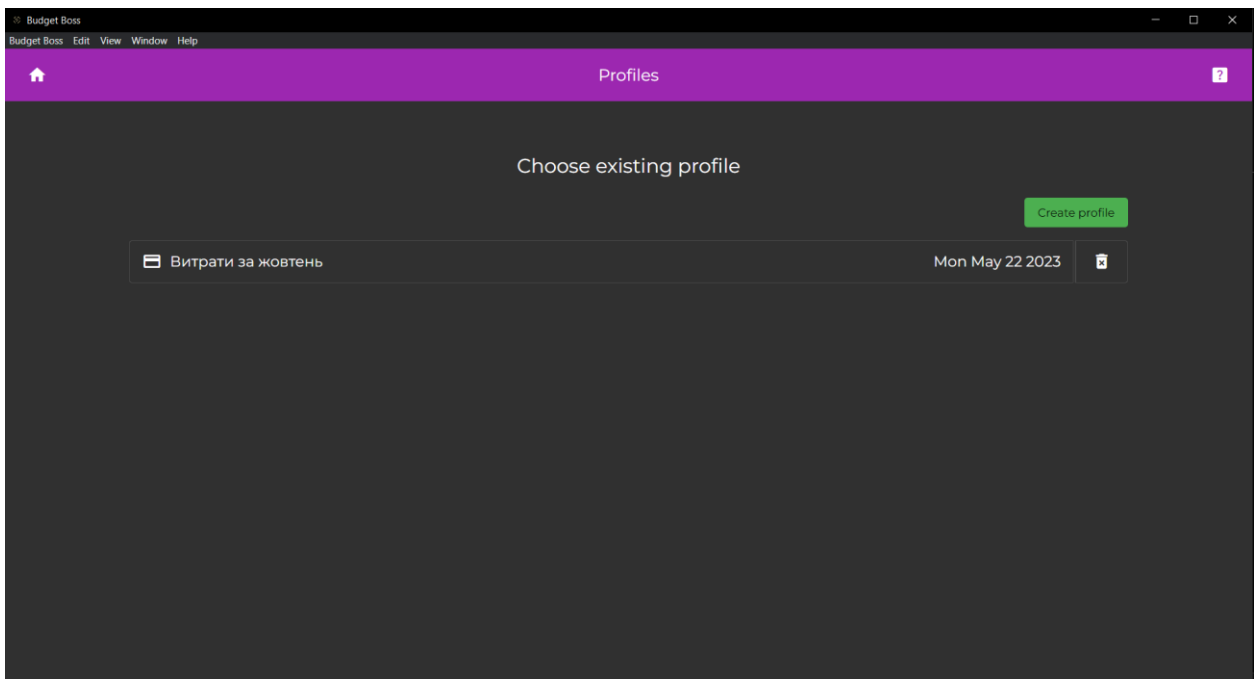 Budget Boss
Budget Boss Edit View Window Help
Profiles
?
Choose existing profile
Create profile
Витрати за жовтень Mon May 22 2023